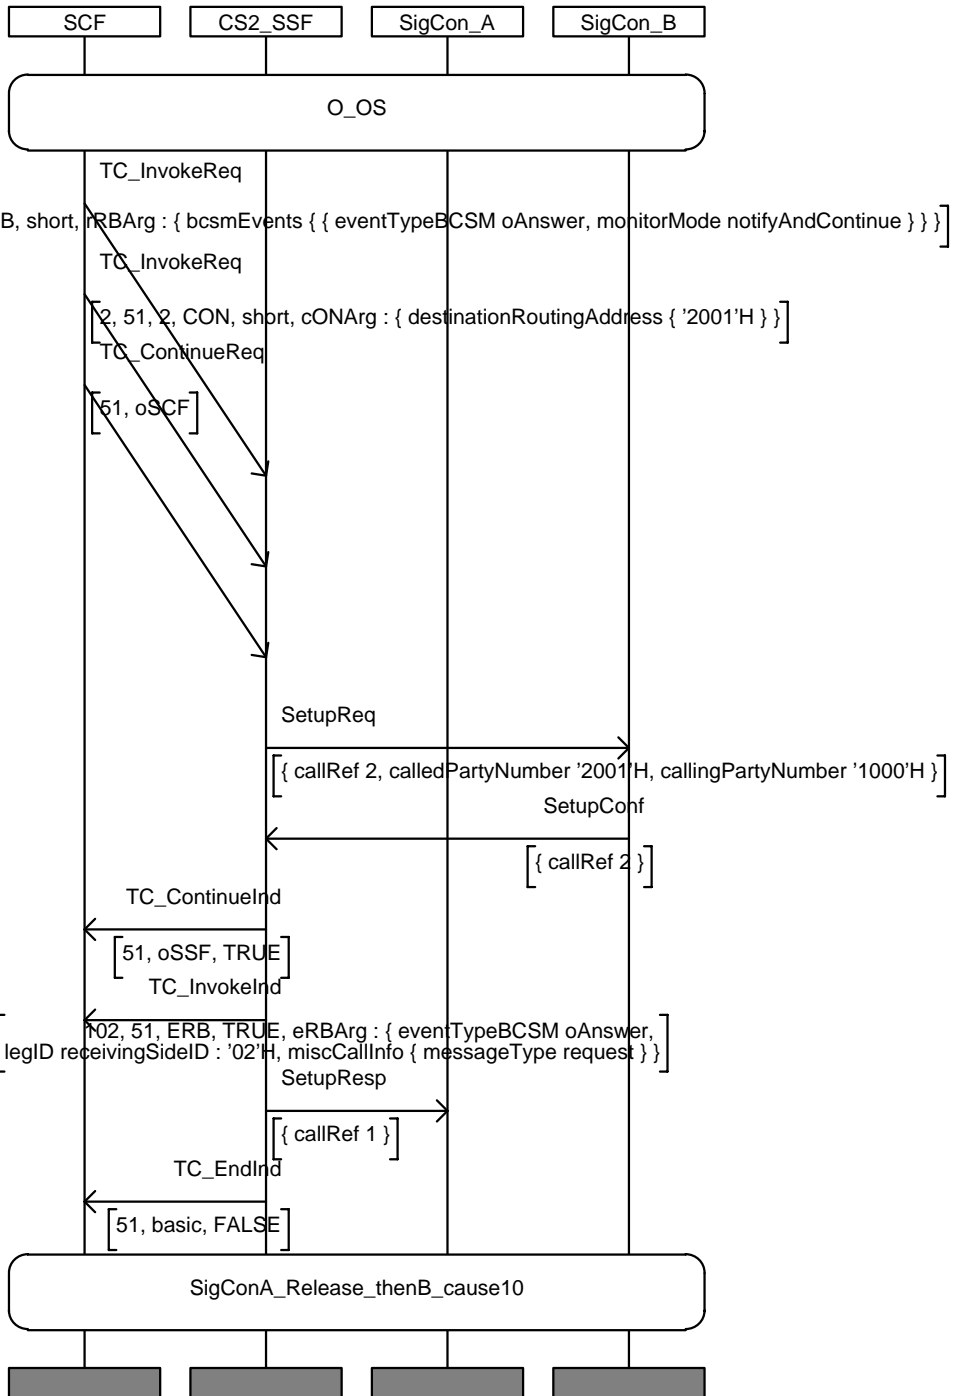 SCF
CS2_SSF
SigCon_A
SigCon_B
O_OS
TC_InvokeReq
B, short, rRBArg : { bcsmEvents { { eventTypeBCSM oAnswer, monitorMode notifyAndContinue } } }
TC_InvokeReq
2, 51, 2, CON, short, cONArg : { destinationRoutingAddress { '2001'H } }
TC_ContinueReq
51, oSCF
SetupReq
{ callRef 2, calledPartyNumber '2001'H, callingPartyNumber '1000'H }
SetupConf
{ callRef 2 }
TC_ContinueInd
51, oSSF, TRUE
TC_InvokeInd
102, 51, ERB, TRUE, eRBArg : { eventTypeBCSM oAnswer,
legID receivingSideID : '02'H, miscCallInfo { messageType request } }
SetupResp
{ callRef 1 }
TC_EndInd
51, basic, FALSE
SigConA_Release_thenB_cause10